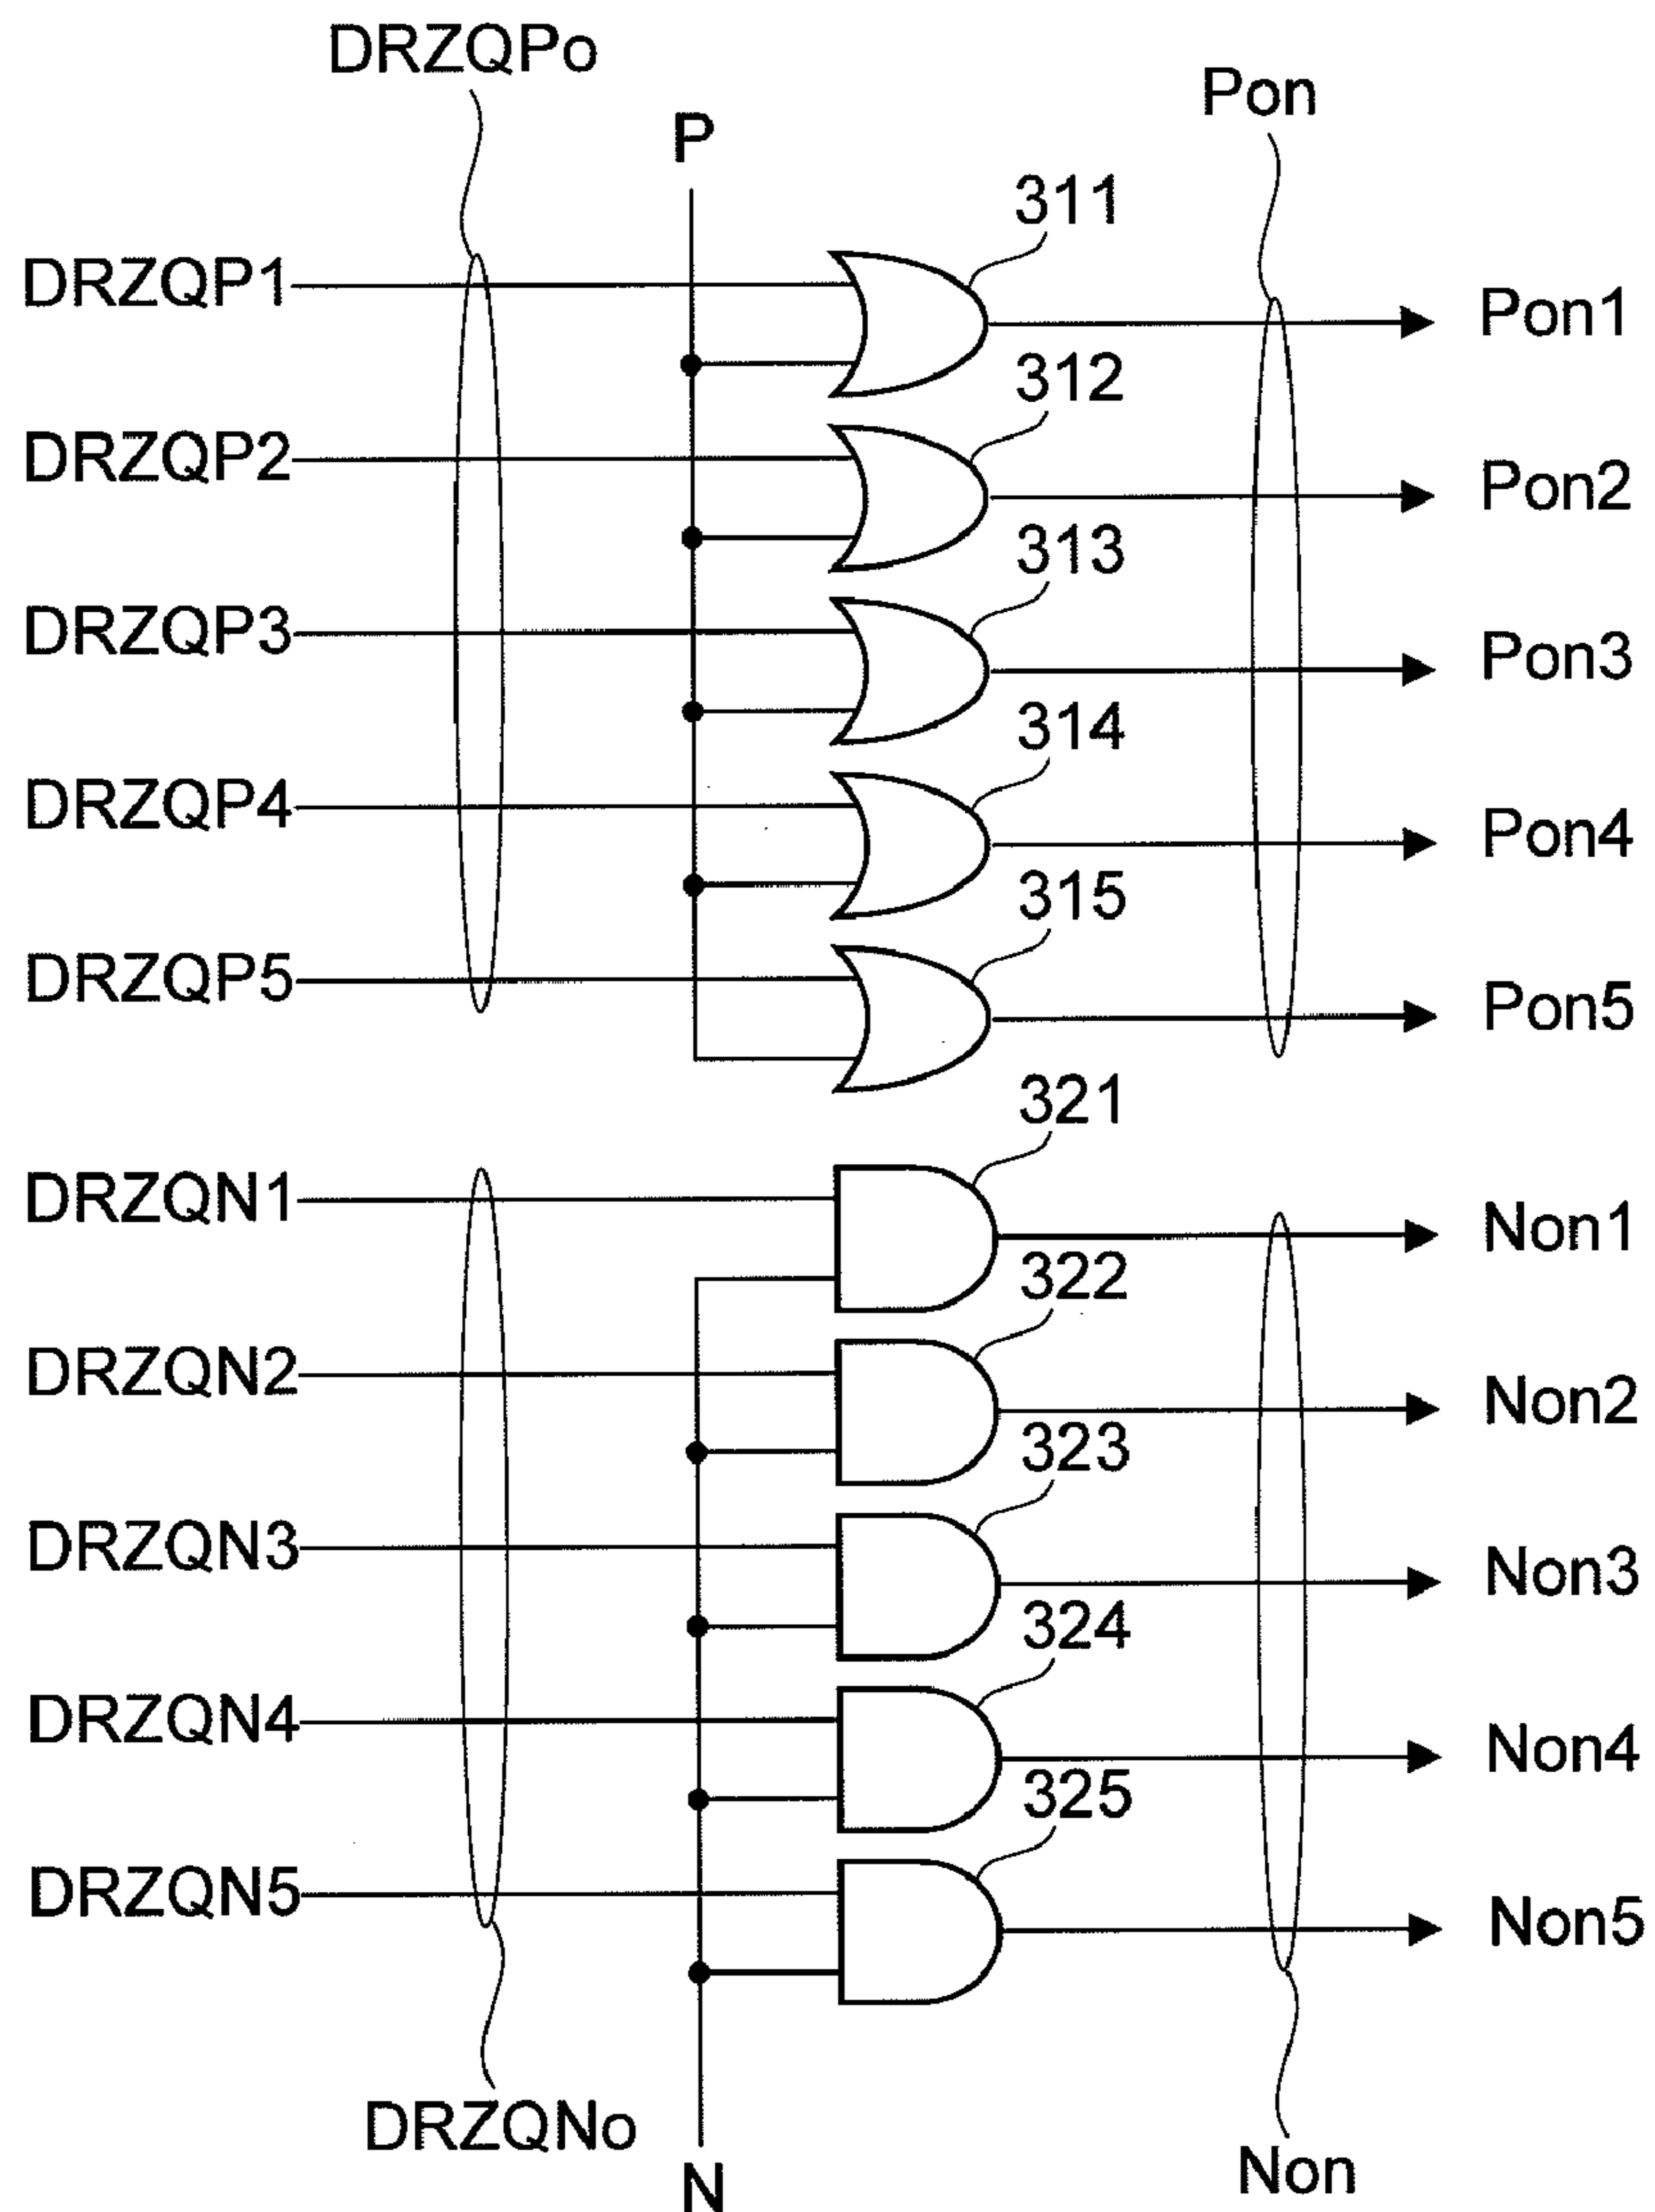 DRZQPo
Pon
P
311
DRZQP1
Pon1
312
DRZQP2
Pon2
313
DRZQP3
Pon3
314
DRZQP4
Pon4
315
DRZQP5
Pon5
321
DRZQN1
Non1
322
DRZQN2
Non2
323
DRZQN3
Non3
324
DRZQN4
Non4
325
DRZQN5
Non5
DRZQNo
N
Non